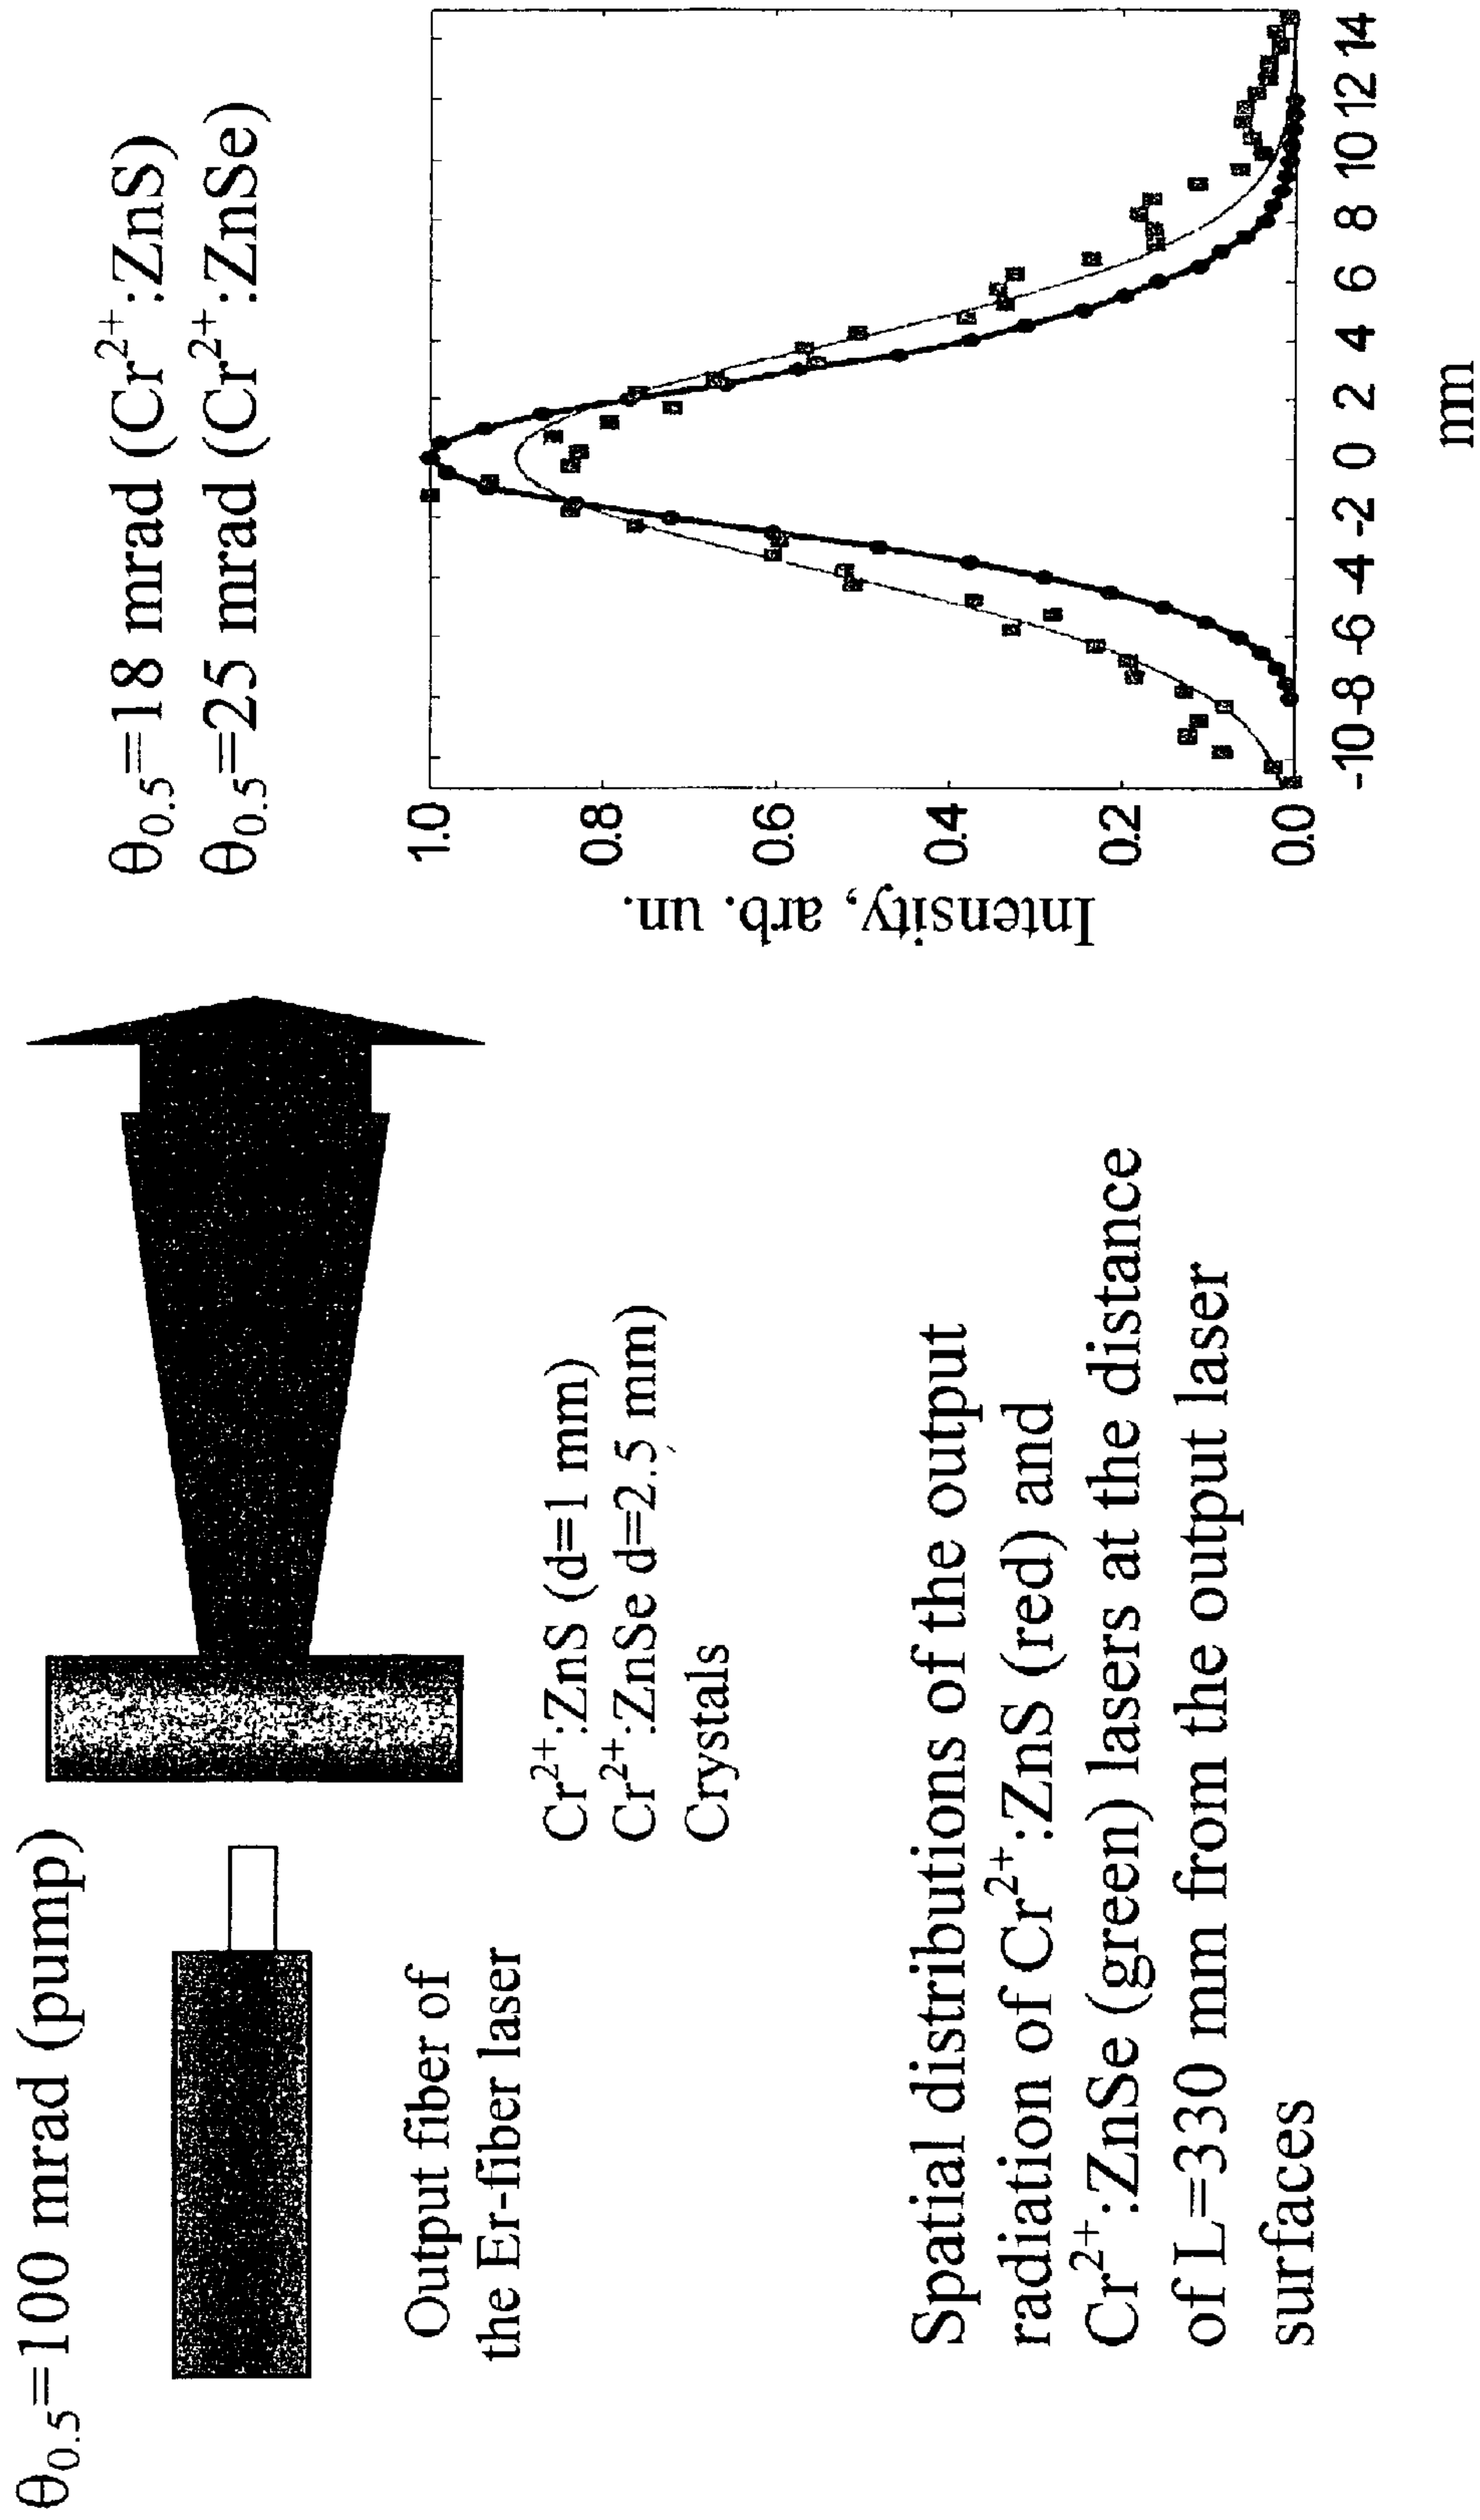 θ0.5=100 mrad (pump)
Output fiber of
the Er-fiber laser
Cr2+:ZnS (d=1 mm)
Cr2+:ZnSe d=2.5 mm)
Crystals
θ0.5=18 mrad (Cr2+:ZnS)
θ0.5=25 mrad (Cr2+:ZnSe)
Intensity, arb. un.
1.0
0.8
0.6
0.4
0.2
0.0
-10 -8 -6 -4 -2 0 2 4 6 8 10 12 14
nm
Spatial distributions of the output
radiation of Cr2+:ZnS (red) and
Cr2+:ZnSe (green) lasers at the distance
of L=330 mm from the output laser
surfaces